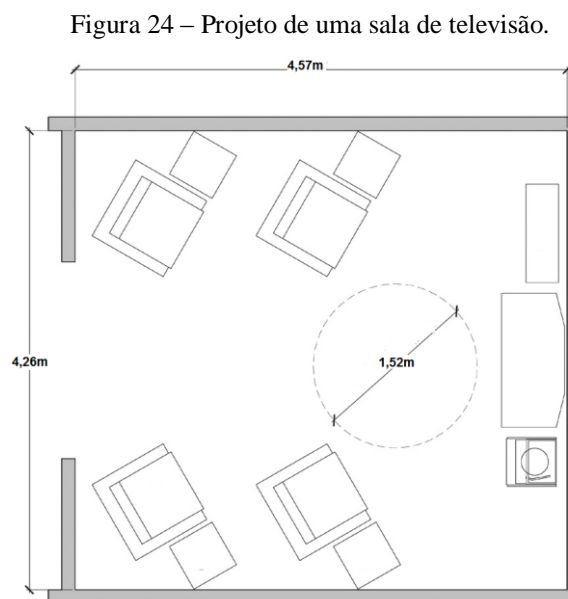 Figura 24 – Projeto de uma sala de televisão.
4,57m
4,26m
1,52m